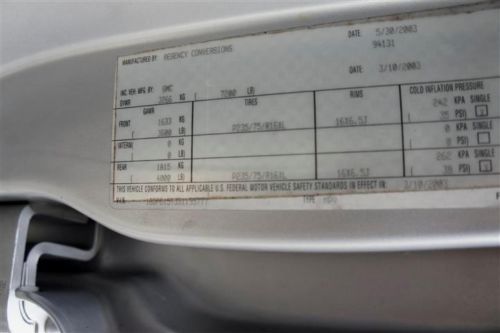 DATE: 5/30/2003
MANUFACTURED BY: REGENCY CONVERSIONS 94131
DATE: 3/10/2003
INC VEH. MFG. BY: GMC
GVWR 3266 KG ( 7200 LB)
GAWR TIRES RIMS COLD INFLATION PRESSURE
FRONT 1633 KG P235/75/R16XL 16X6.5J 242 KPA SINGLE
( 3600 LB) ( 35 PSI)
INTERM 0 KG 0 KPA SINGLE
( 0 LB) ( 0 PSI)
REAR 1815 KG P235/75/R16XL 16X6.5J 262 KPA SINGLE
( 4000 LB) ( 38 PSI)
THIS VEHICLE CONFORMS TO ALL APPLICABLE U.S. FEDERAL MOTOR VEHICLE SAFETY STANDARDS IN EFFECT IN: 3/10/2003
TYPE MPV